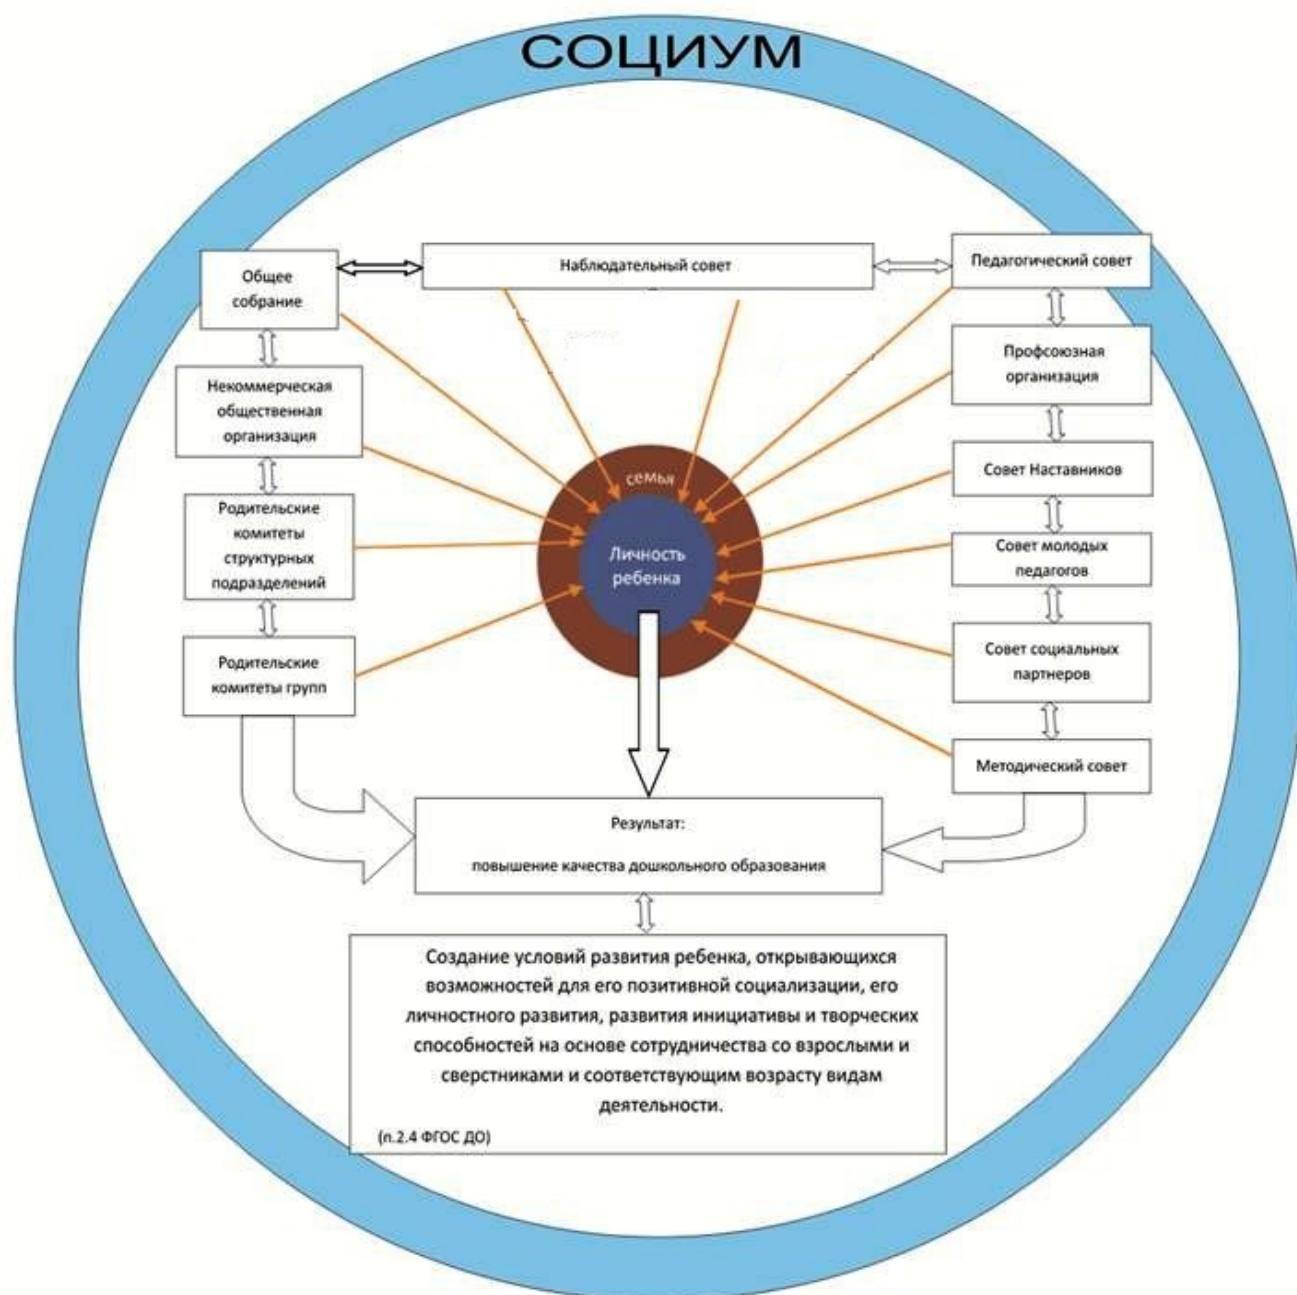 СОЦИУМ
Общее
собрание
Наблюдательный совет
Педагогический совет
Некоммерческая
общественная
организация
Профсоюзная
организация
Родительские
комитеты
структурных
подразделений
семья
Личность
ребенка
Совет Наставников
Совет молодых
педагогов
Родительские
комитеты групп
Совет социальных
партнеров
Методический совет
Результат:
повышение качества дошкольного образования
Создание условий развития ребенка, открывающихся
возможностей для его позитивной социализации, его
личностного развития, развития инициативы и творческих
способностей на основе сотрудничества со взрослыми и
сверстниками и соответствующим возрасту видам
деятельности.
(п.2.4 ФГОС ДО)